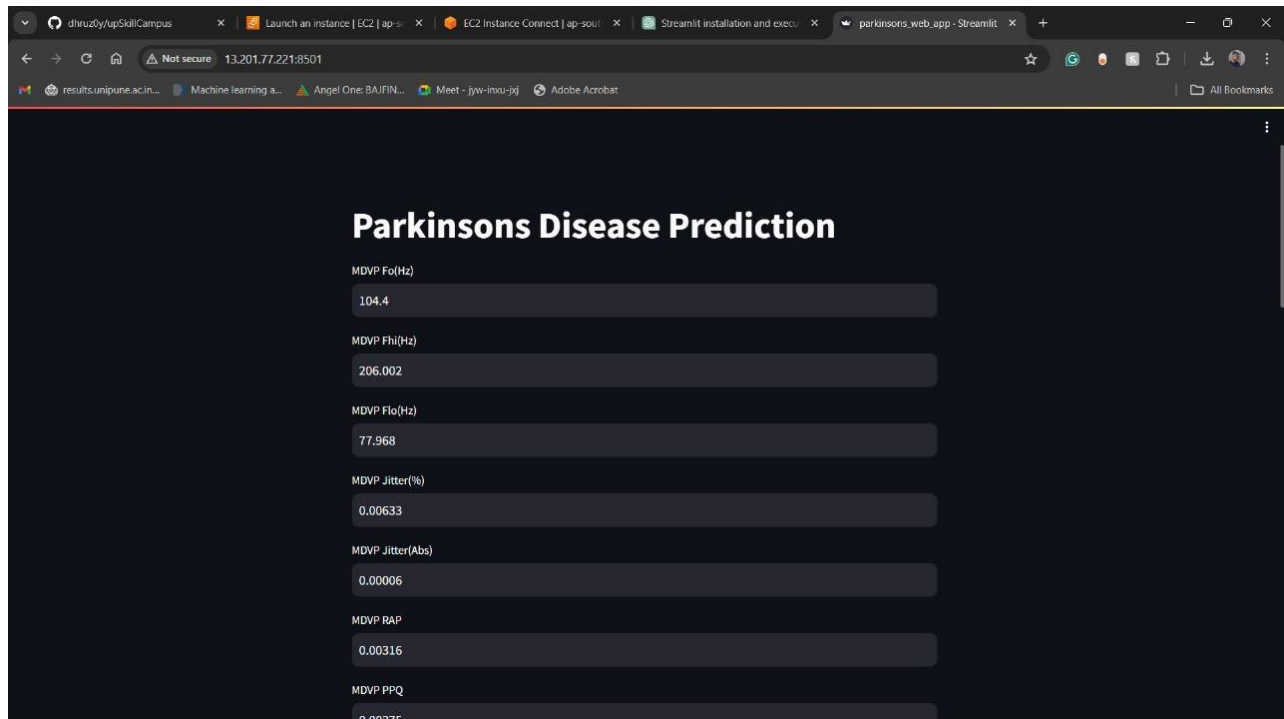 dhruz0y/upSkillCampus
Launch an instance | EC2 | ap-s
EC2 Instance Connect | ap-sout
Streamlit installation and execu
parkinsons_web_app · Streamlit
Not secure 13.201.77.221:8501
results.unipune.ac.in...
Machine learning a...
Angel One: BAJFIN...
Meet - jyw-inxu-jxj
Adobe Acrobat
All Bookmarks
Parkinsons Disease Prediction
MDVP Fo(Hz)
104.4
MDVP Fhi(Hz)
206.002
MDVP Flo(Hz)
77.968
MDVP Jitter(%)
0.00633
MDVP Jitter(Abs)
0.00006
MDVP RAP
0.00316
MDVP PPQ